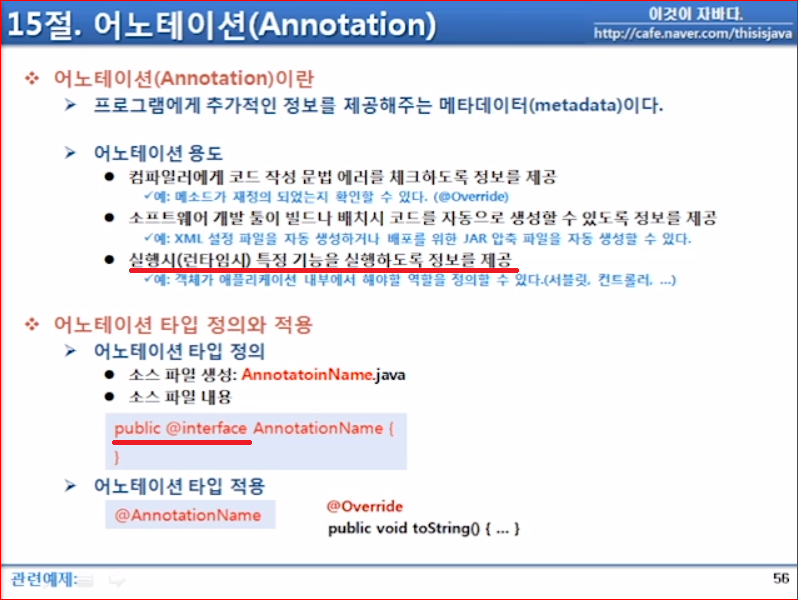 15절. 어노테이션(Annotation)
이것이 자바다.
http://cafe.naver.com/thisisjava
❖ 어노테이션(Annotation)이란
➢ 프로그램에게 추가적인 정보를 제공해주는 메타데이터(metadata)이다.
➢ 어노테이션 용도
● 컴파일러에게 코드 작성 문법 에러를 체크하도록 정보를 제공
✓예: 메소드가 재정의 되었는지 확인할 수 있다. (@Override)
● 소프트웨어 개발 툴이 빌드나 배치시 코드를 자동으로 생성할 수 있도록 정보를 제공
✓예: XML 설정 파일을 자동 생성하거나 배포를 위한 JAR 압축 파일을 자동 생성할 수 있다.
● 실행시(런타임시) 특정 기능을 실행하도록 정보를 제공
✓예: 객체가 애플리케이션 내부에서 해야할 역할을 정의할 수 있다.(서블릿, 컨트롤러, ...)
❖ 어노테이션 타입 정의와 적용
➢ 어노테이션 타입 정의
● 소스 파일 생성: AnnotatoinName.java
● 소스 파일 내용
public @interface AnnotationName {
}
➢ 어노테이션 타입 적용
@AnnotationName
@Override
public void toString() { ... }
관련예제:
56